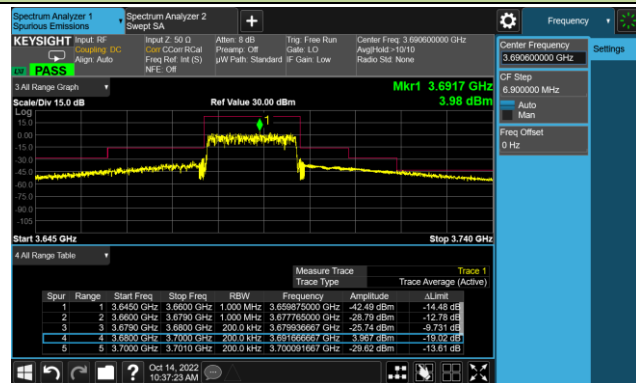 Spectrum Analyzer 1
Spurious Emissions
Spectrum Analyzer 2
Swept SA
Frequency
KEYSIGHT
Input: RF
Coupling: DC
Align: Auto
Input Z: 50 Ω
Corr CCorr RCal
Freq Ref: Int (S)
NFE: Off
Atten: 8 dB
Preamp: Off
µW Path: Standard
Trig: Free Run
Gate: LO
IF Gain: Low
Center Freq: 3.690600000 GHz
Avg|Hold:>10/10
Radio Std: None
PASS
Center Frequency
3.690600000 GHz
Settings
CF Step
6.900000 MHz
Auto
Man
Freq Offset
0 Hz
3 All Range Graph
Mkr1 3.6917 GHz
Scale/Div 15.0 dB
Ref Value 30.00 dBm
3.98 dBm
Log
15.0
0.00
-15.0
-30.0
-45.0
-60.0
-75.0
-90.0
-105
1
Start 3.645 GHz
Stop 3.740 GHz
4 All Range Table
Measure Trace Trace 1
Trace Type Trace Average (Active)
Spur Range Start Freq Stop Freq RBW Frequency Amplitude ΔLimit
1 1 3.6450 GHz 3.6600 GHz 1.000 MHz 3.659875000 GHz -42.49 dBm -14.48 dB
2 2 3.6600 GHz 3.6790 GHz 1.000 MHz 3.677765000 GHz -28.79 dBm -12.78 dB
3 3 3.6790 GHz 3.6800 GHz 200.0 kHz 3.679936667 GHz -25.74 dBm -9.731 dB
4 4 3.6800 GHz 3.7000 GHz 200.0 kHz 3.691666667 GHz 3.967 dBm -19.02 dB
5 5 3.7000 GHz 3.7010 GHz 200.0 kHz 3.700091667 GHz -29.62 dBm -13.61 dB
Oct 14, 2022
10:37:23 AM